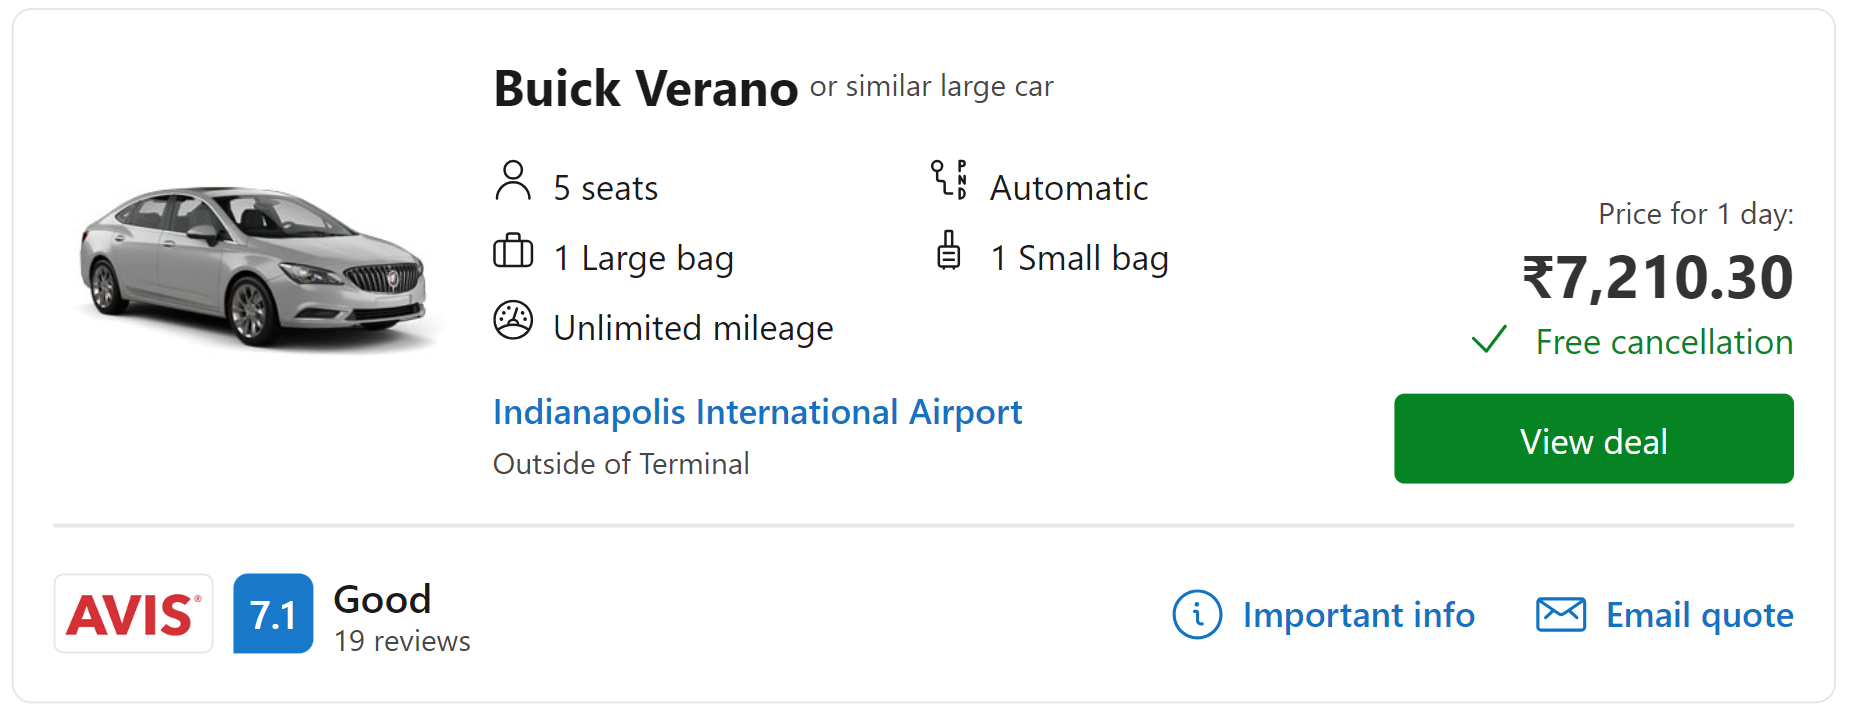 Buick Verano or similar large car
5 seats
P
N
D
Automatic
1 Large bag
1 Small bag
Unlimited mileage
Indianapolis International Airport
Outside of Terminal
Price for 1 day:
₹7,210.30
Free cancellation
View deal
AVIS®
7.1
Good
19 reviews
i
Important info
Email quote